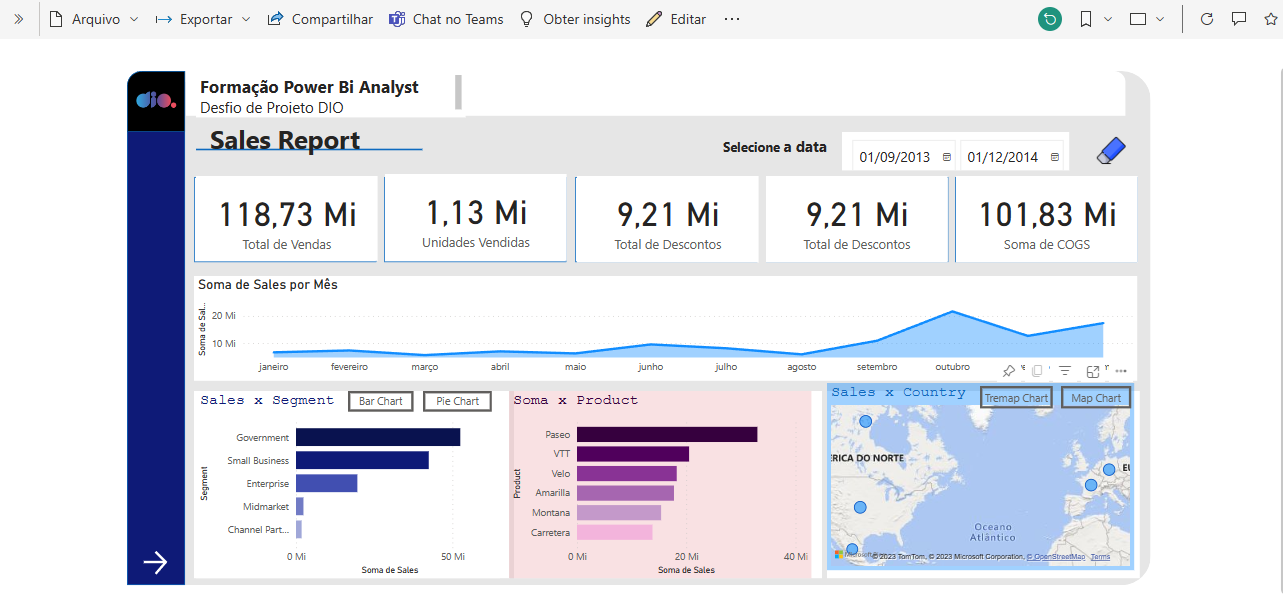 Arquivo Exportar Compartilhar Chat no Teams Obter insights Editar
dio.
Formação Power Bi Analyst
Desfio de Projeto DIO
Sales Report
Selecione a data
01/09/2013 01/12/2014
118,73 Mi
Total de Vendas
1,13 Mi
Unidades Vendidas
9,21 Mi
Total de Descontos
9,21 Mi
Total de Descontos
101,83 Mi
Soma de COGS
Soma de Sales por Mês
Soma de Sal...
20 Mi
10 Mi
janeiro fevereiro março abril maio junho julho agosto setembro outubro
Sales x Segment
Bar Chart
Pie Chart
Segment
Government
Small Business
Enterprise
Midmarket
Channel Part...
0 Mi 50 Mi
Soma de Sales
Soma x Product
Product
Paseo
VTT
Velo
Amarilla
Montana
Carretera
0 Mi 20 Mi 40 Mi
Soma de Sales
Sales x Country
Tremap Chart
Map Chart
ÉRICA DO NORTE
EU
Oceano
Atlântico
Microsoft
© 2023 TomTom, © 2023 Microsoft Corporation, © OpenStreetMap Terms